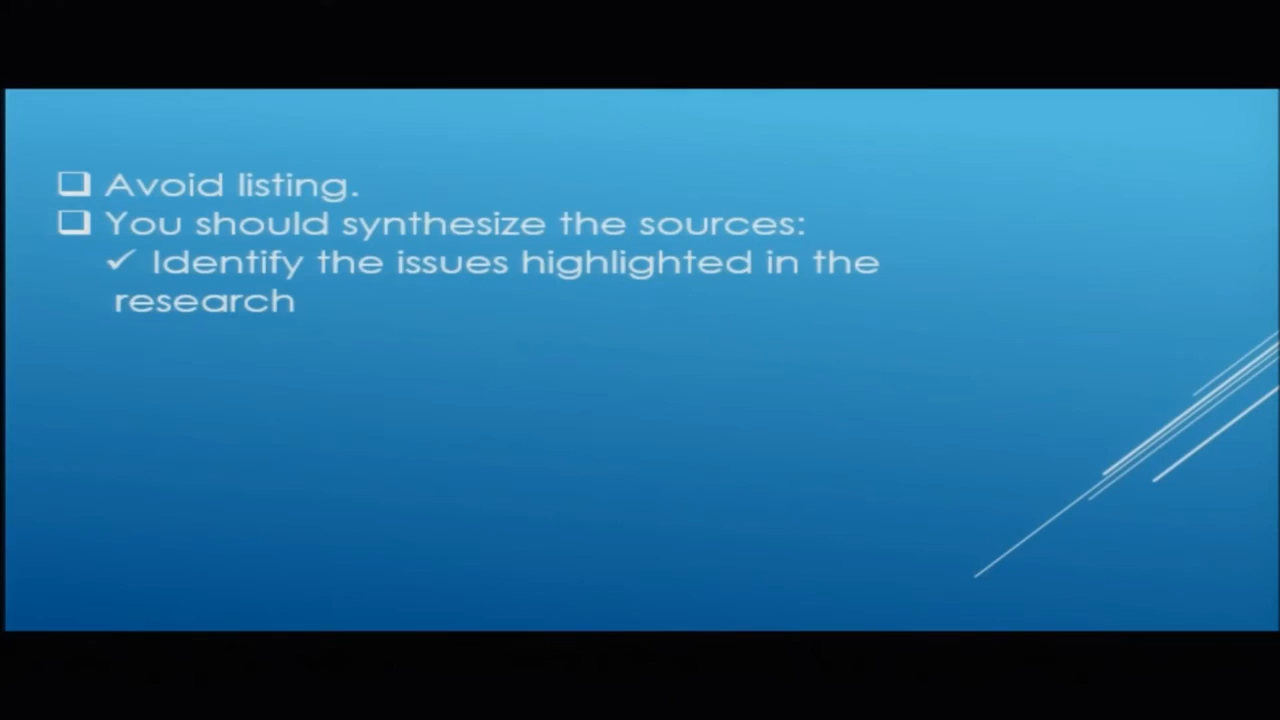 ❑ Avoid listing.
❑ You should synthesize the sources:
✓ Identify the issues highlighted in the
research